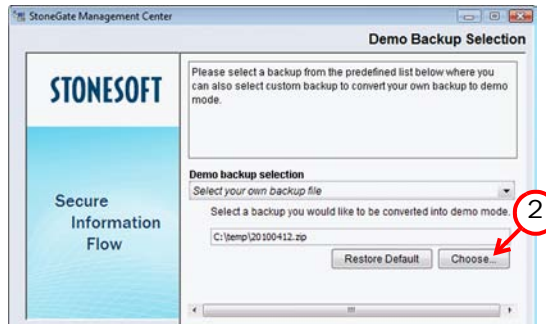 StoneGate Management Center
Demo Backup Selection
STONESOFT
Please select a backup from the predefined list below where you
can also select custom backup to convert your own backup to demo
mode.
Demo backup selection
Select your own backup file
Select a backup you would like to be converted into demo mode.
2
C:\temp\20100412.zip
Restore Default
Choose...
Secure
Information
Flow